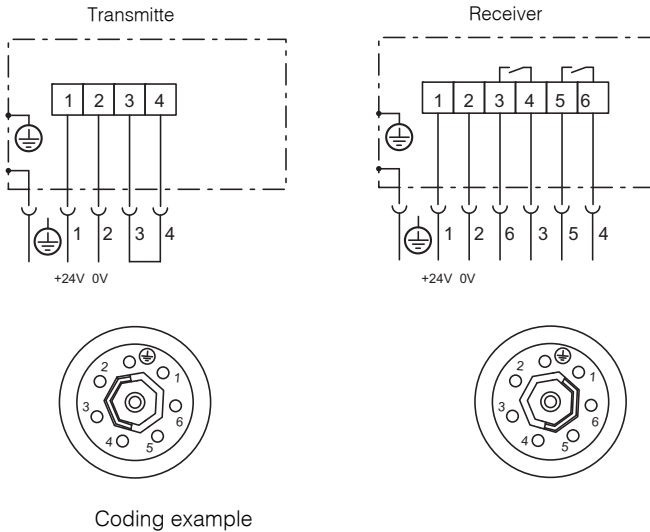 Transmitte
Receiver
1 2 3 4
1 2 3 4 5 6
1 2 3 4
1 2 6 3 5 4
+24V 0V
+24V 0V
2 1
3 6
4 5
2 1
3 6
4 5
Coding example